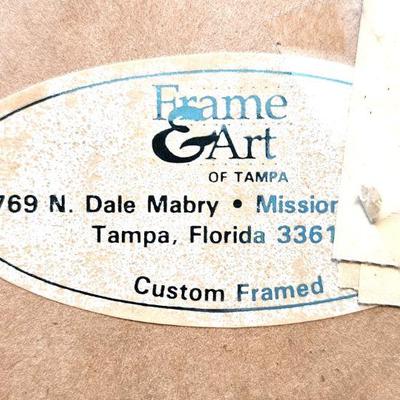 Frame
& Art
OF TAMPA
769 N. Dale Mabry • Mission
Tampa, Florida 3361
Custom Framed